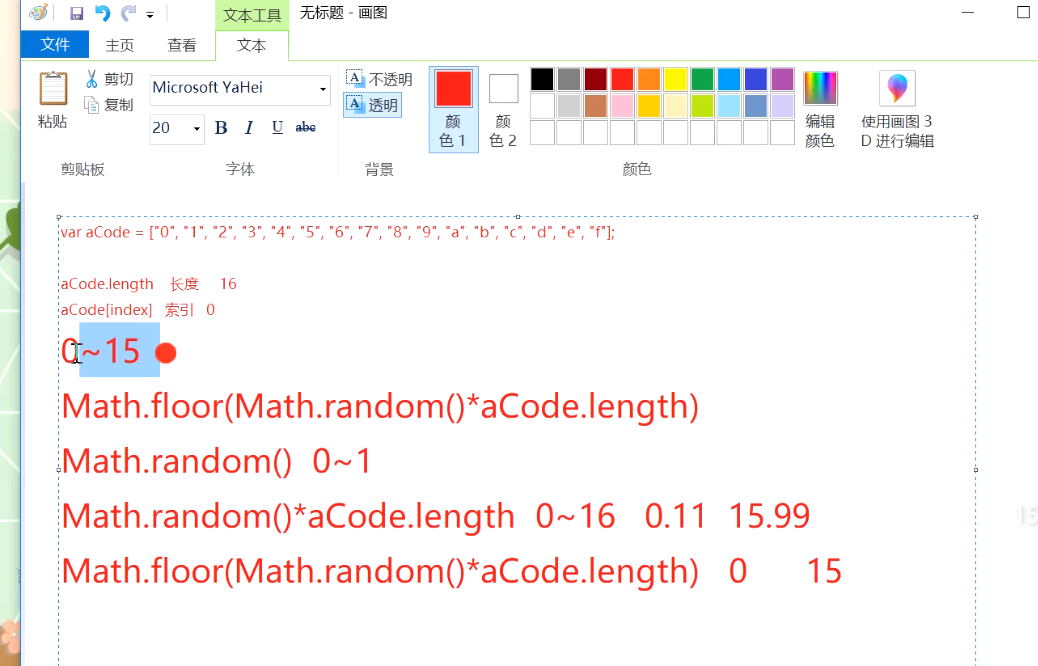 文本工具 无标题 - 画图
文件 主页 查看 文本
粘贴
剪切
复制
剪贴板
Microsoft YaHei
20 B I U abc
字体
不透明
透明
背景
颜
色 1
颜
色 2
编辑
颜色
颜色
使用画图 3
D 进行编辑
var aCode = ["0", "1", "2", "3", "4", "5", "6", "7", "8", "9", "a", "b", "c", "d", "e", "f"];
aCode.length 长度 16
aCode[index] 索引 0
0~15
Math.floor(Math.random()*aCode.length)
Math.random() 0~1
Math.random()*aCode.length 0~16 0.11 15.99
Math.floor(Math.random()*aCode.length) 0 15